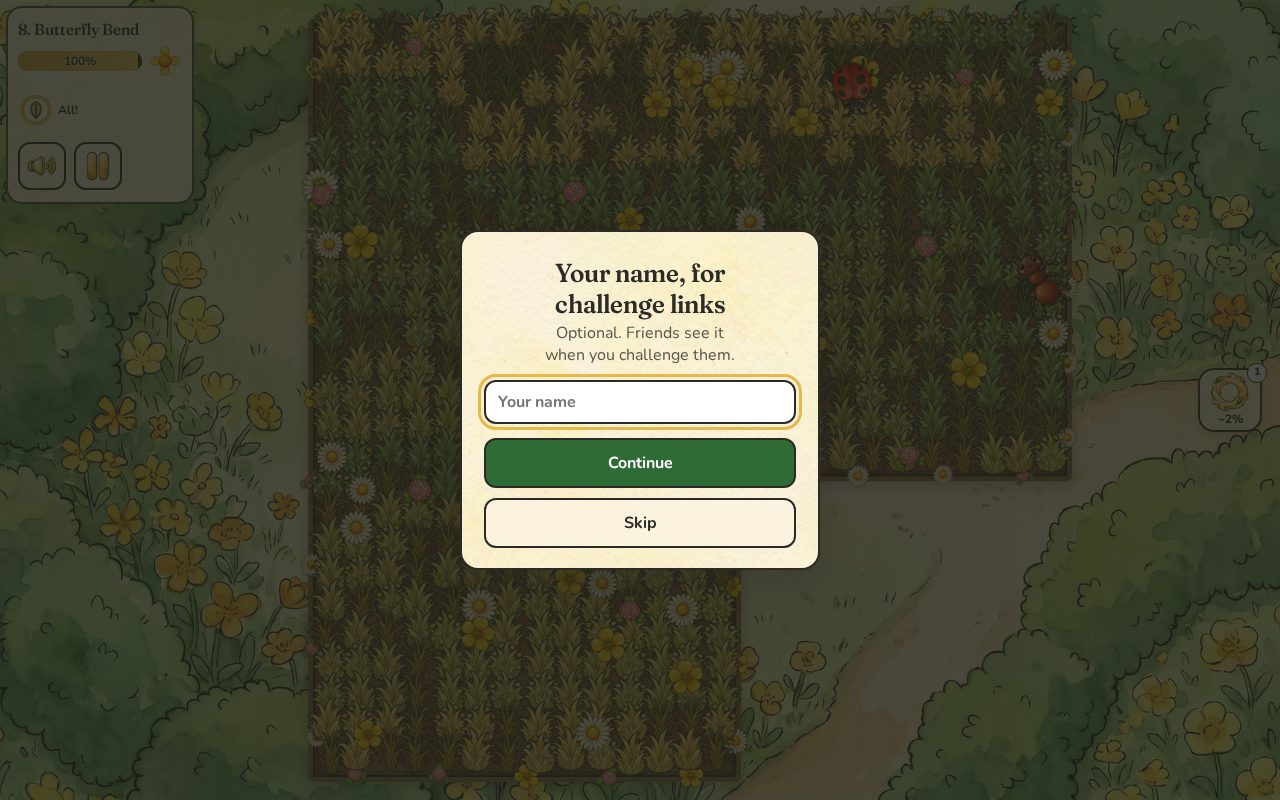 8. Butterfly Bend
100%
All!
Your name, for
challenge links
Optional. Friends see it
when you challenge them.
Your name
Continue
Skip
1
−2%